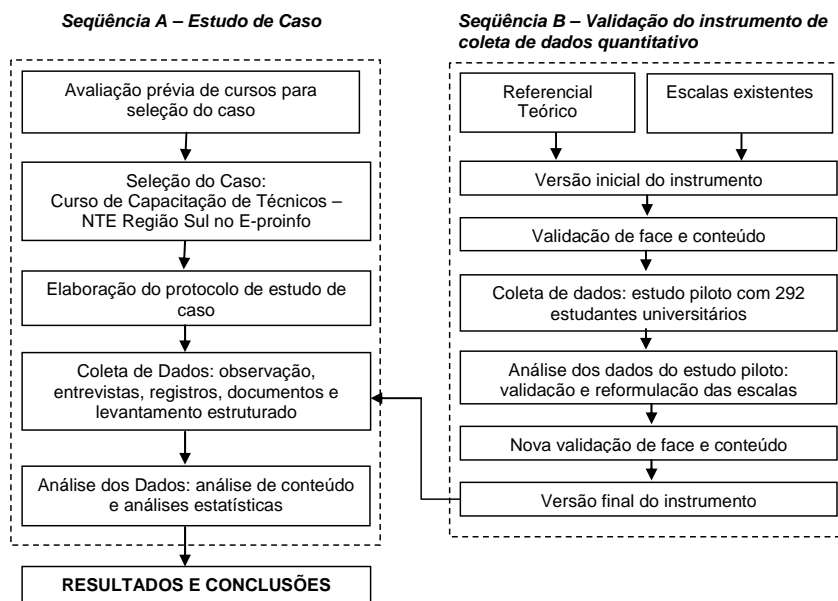 Seqüência A – Estudo de Caso
Avaliação prévia de cursos para
seleção do caso
Seleção do Caso:
Curso de Capacitação de Técnicos –
NTE Região Sul no E-proinfo
Elaboração do protocolo de estudo de
caso
Coleta de Dados: observação,
entrevistas, registros, documentos e
levantamento estruturado
Análise dos Dados: análise de conteúdo
e análises estatísticas
RESULTADOS E CONCLUSÕES
Seqüência B – Validação do instrumento de
coleta de dados quantitativo
Referencial
Teórico
Escalas existentes
Versão inicial do instrumento
Validação de face e conteúdo
Coleta de dados: estudo piloto com 292
estudantes universitários
Análise dos dados do estudo piloto:
validação e reformulação das escalas
Nova validação de face e conteúdo
Versão final do instrumento